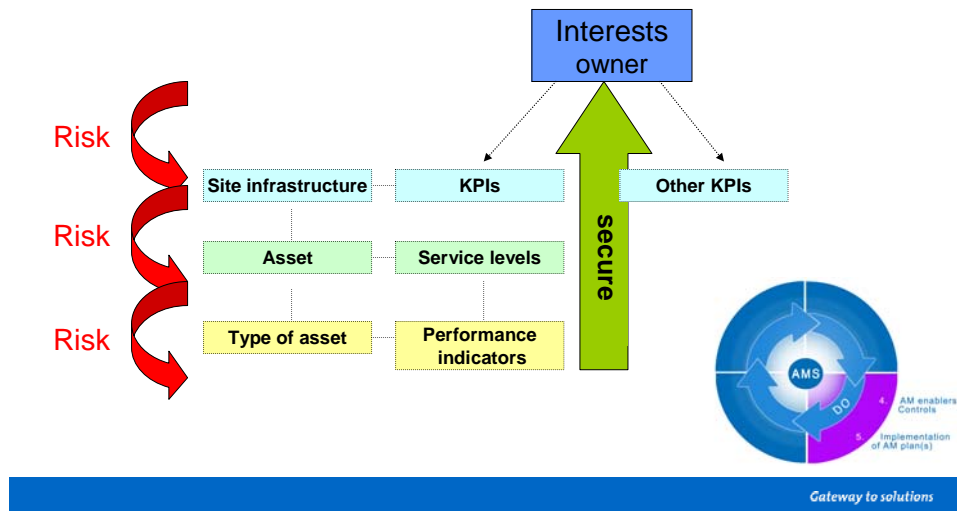 Interests
owner
Risk
Site infrastructure
KPIs
Other KPIs
Risk
Asset
Service levels
secure
Risk
Type of asset
Performance
indicators
AMS
DO
4. AM enablers
Controls
5. Implementation
of AM plan(s)
Gateway to solutions